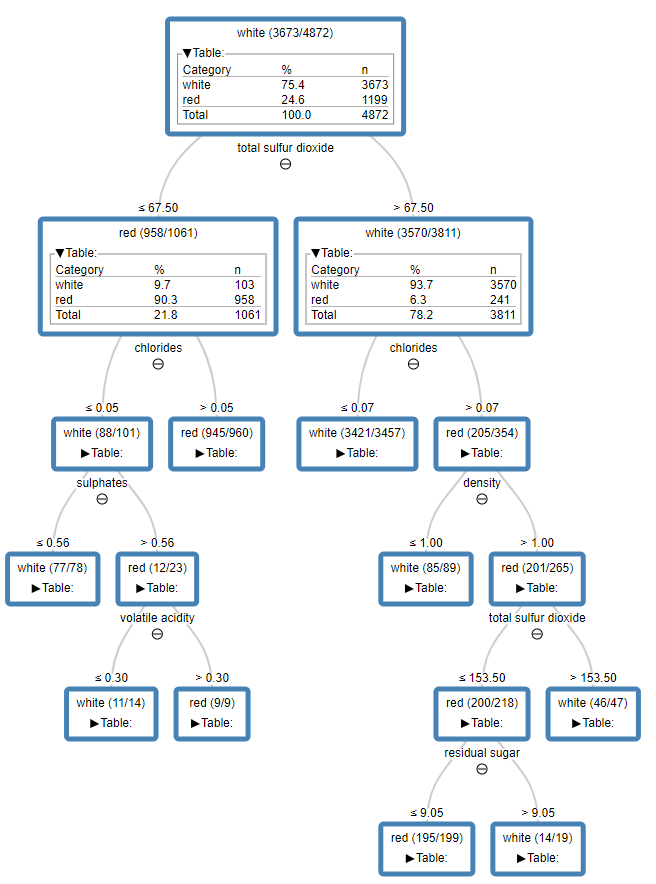 white (3673/4872)
▼Table:
Category % n
white 75.4 3673
red 24.6 1199
Total 100.0 4872
total sulfur dioxide
≤ 67.50 > 67.50
red (958/1061)
▼Table:
Category % n
white 9.7 103
red 90.3 958
Total 21.8 1061
white (3570/3811)
▼Table:
Category % n
white 93.7 3570
red 6.3 241
Total 78.2 3811
chlorides chlorides
≤ 0.05 > 0.05 ≤ 0.07 > 0.07
white (88/101) red (945/960) white (3421/3457) red (205/354)
▶Table: ▶Table: ▶Table: ▶Table:
sulphates density
≤ 0.56 > 0.56 ≤ 1.00 > 1.00
white (77/78) red (12/23) white (85/89) red (201/265)
▶Table: ▶Table: ▶Table: ▶Table:
volatile acidity total sulfur dioxide
≤ 0.30 > 0.30 ≤ 153.50 > 153.50
white (11/14) red (9/9) red (200/218) white (46/47)
▶Table: ▶Table: ▶Table: ▶Table:
residual sugar
≤ 9.05 > 9.05
red (195/199) white (14/19)
▶Table: ▶Table: